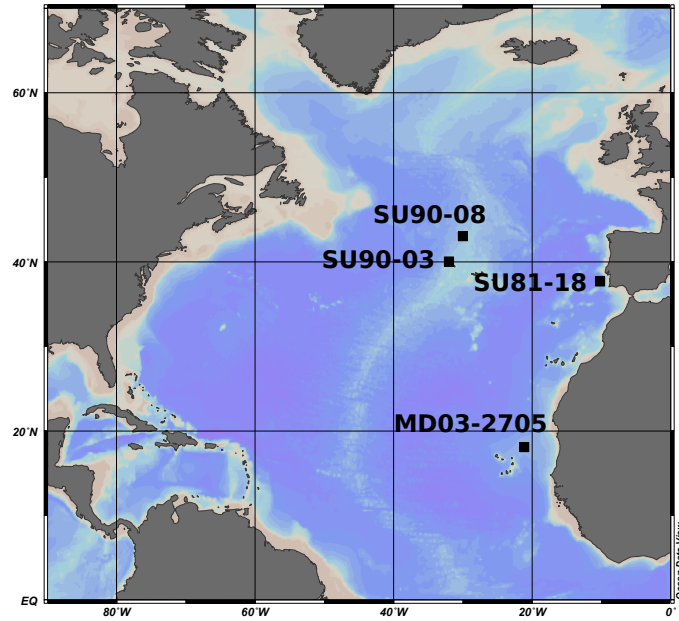 60˚N
SU90-08
SU90-03
40˚N
SU81-18
MD03-2705
20˚N
EQ
Ocean Data View
80˚W
60˚W
40˚W
20˚W
0˚